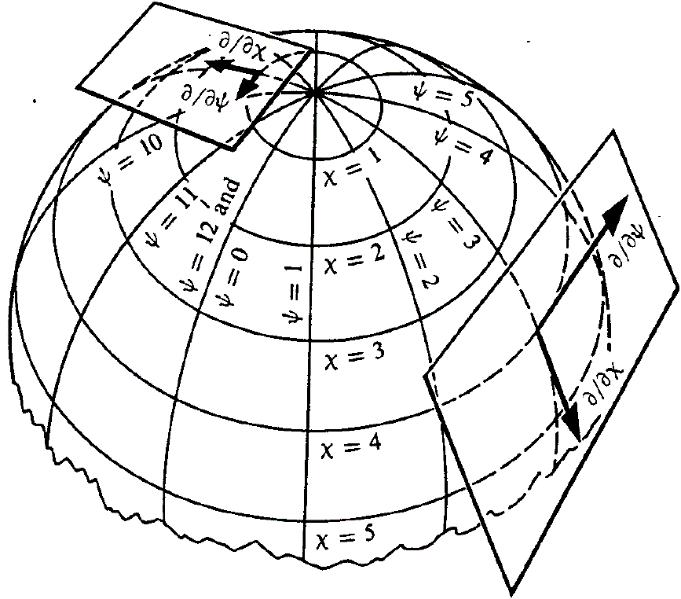 ∂/∂χ
∂/∂ψ
ψ = 5
ψ = 4
ψ = 10
χ = 1
ψ = 11
ψ = 12 and
ψ = 0
ψ = 1
χ = 2
ψ = 2
ψ = 3
∂/∂ψ
χ = 3
∂/∂χ
χ = 4
χ = 5